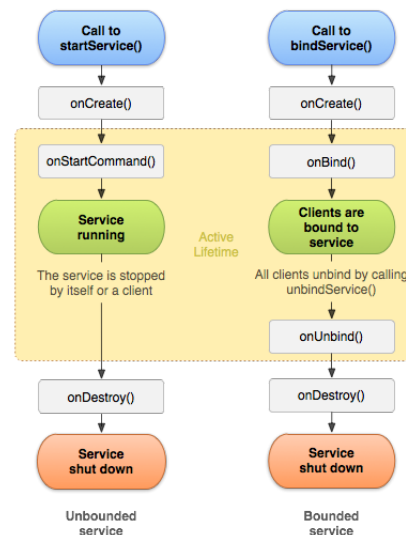 Call to
startService()
Call to
bindService()
onCreate()
onCreate()
onStartCommand()
onBind()
Service
running
Active
Lifetime
Clients are
bound to
service
The service is stopped
by itself or a client
All clients unbind by calling
unbindService()
onUnbind()
onDestroy()
onDestroy()
Service
shut down
Service
shut down
Unbounded
service
Bounded
service